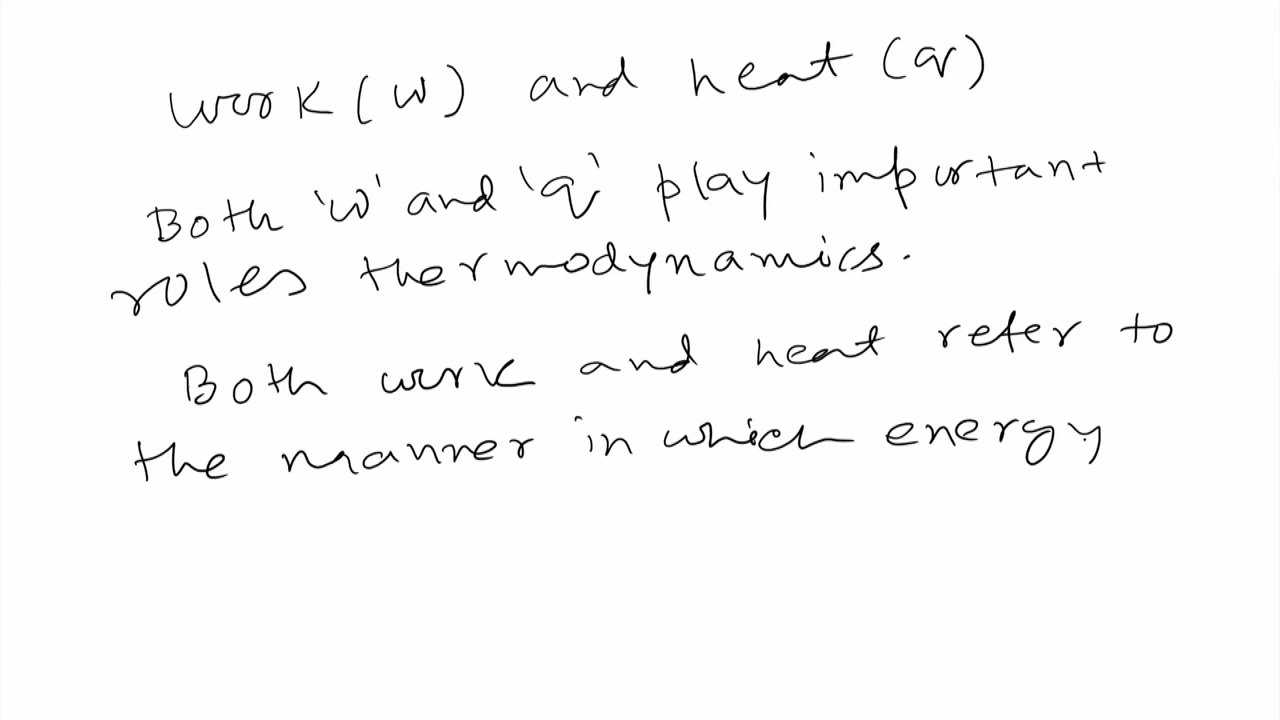 work (w) and heat (q)
Both 'w' and 'q' play important
roles thermodynamics.
Both work and heat refer to
the manner in which energy